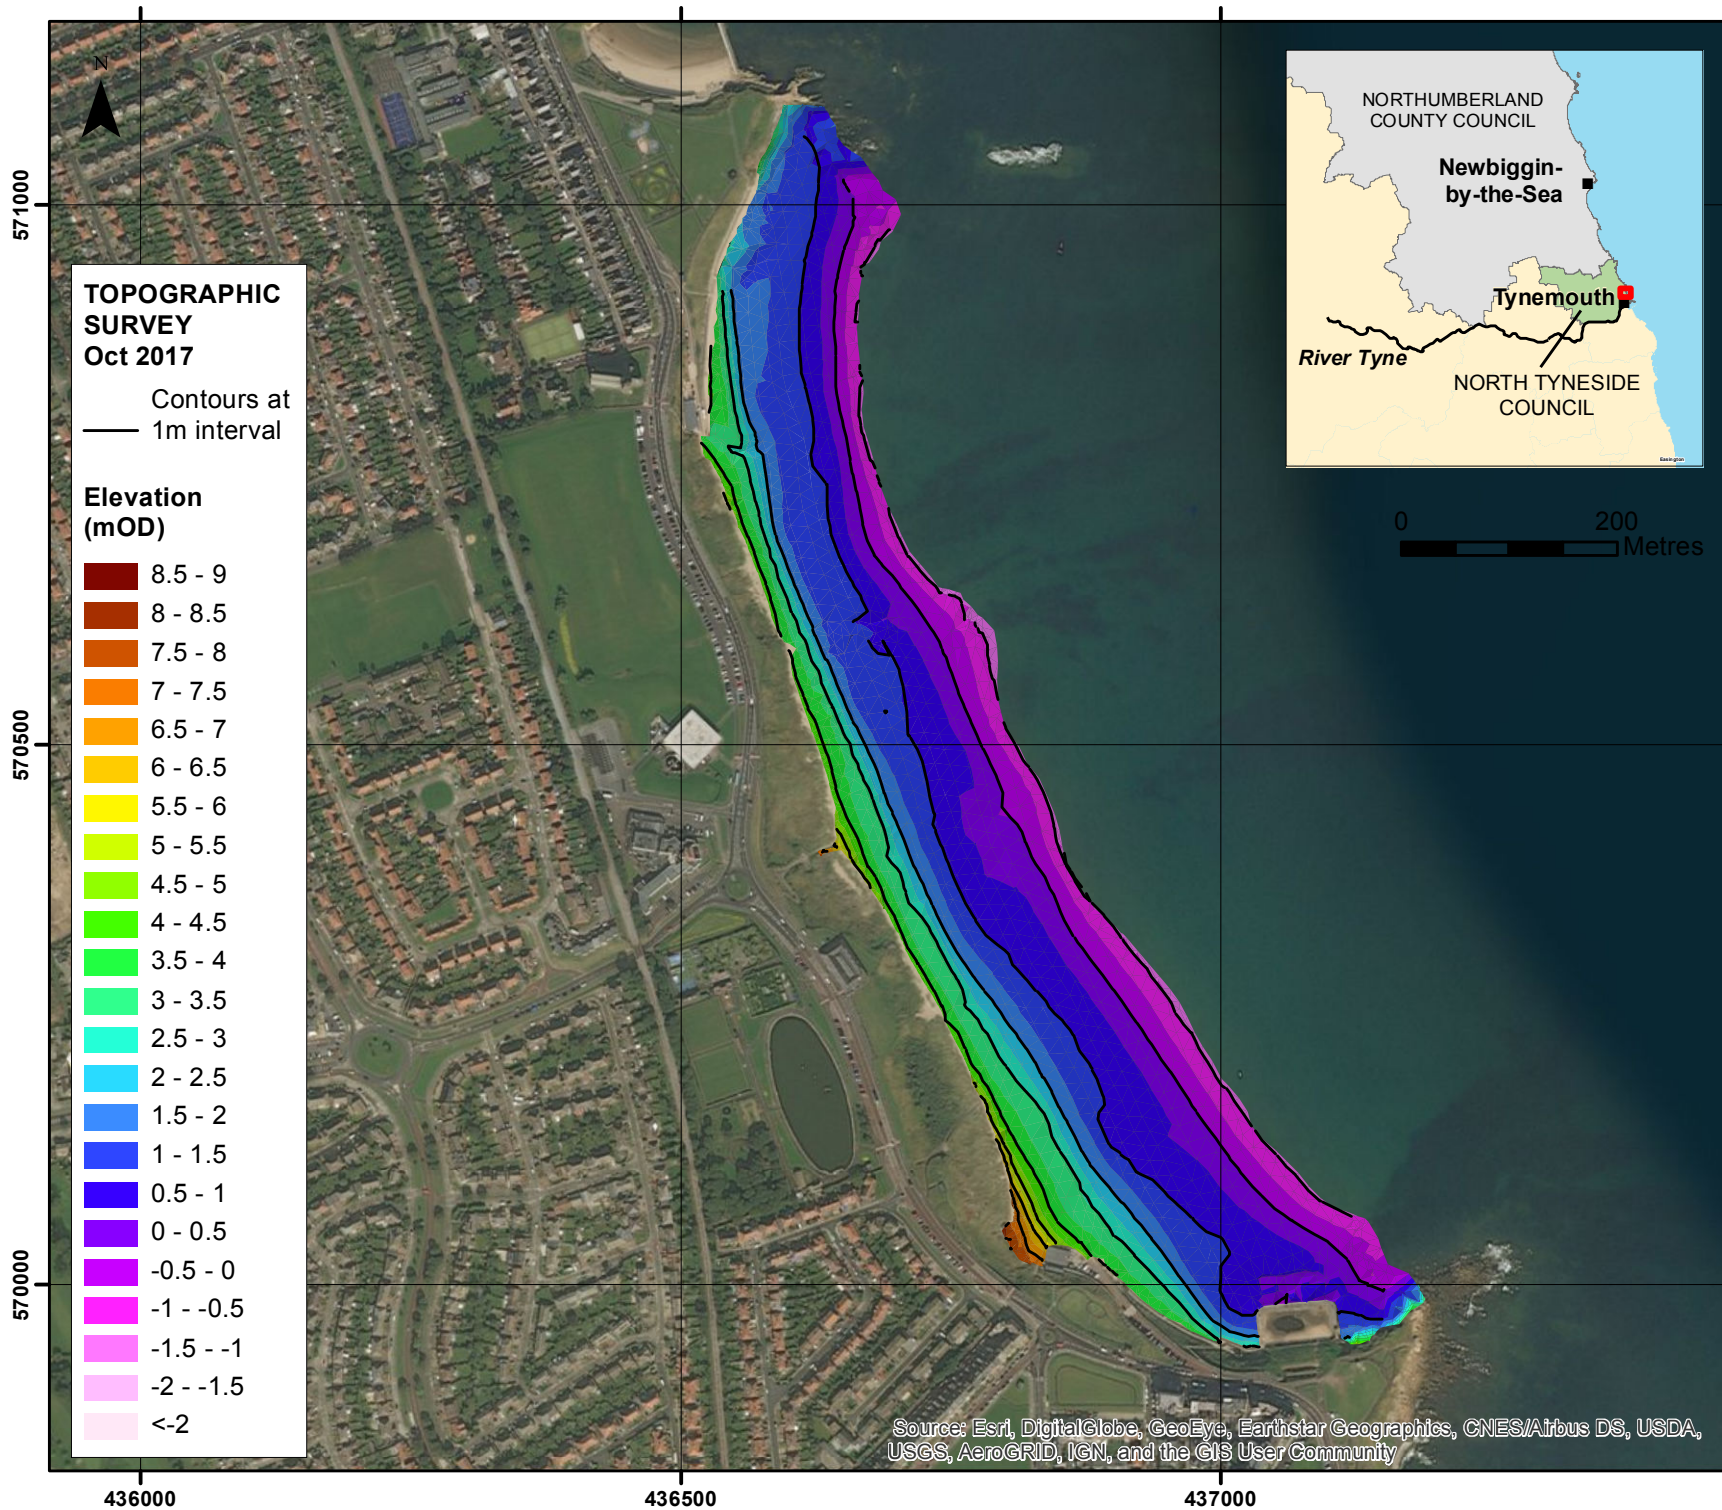 N
NORTHUMBERLAND
COUNTY COUNCIL
Newbiggin-
by-the-Sea
Tynemouth
River Tyne
NORTH TYNESIDE
COUNCIL
Easington
0 200
Metres
571000
570500
570000
TOPOGRAPHIC
SURVEY
Oct 2017
Contours at
1m interval
Elevation
(mOD)
8.5 - 9
8 - 8.5
7.5 - 8
7 - 7.5
6.5 - 7
6 - 6.5
5.5 - 6
5 - 5.5
4.5 - 5
4 - 4.5
3.5 - 4
3 - 3.5
2.5 - 3
2 - 2.5
1.5 - 2
1 - 1.5
0.5 - 1
0 - 0.5
-0.5 - 0
-1 - -0.5
-1.5 - -1
-2 - -1.5
<-2
Source: Esri, DigitalGlobe, GeoEye, Earthstar Geographics, CNES/Airbus DS, USDA,
USGS, AeroGRID, IGN, and the GIS User Community
436000 436500 437000